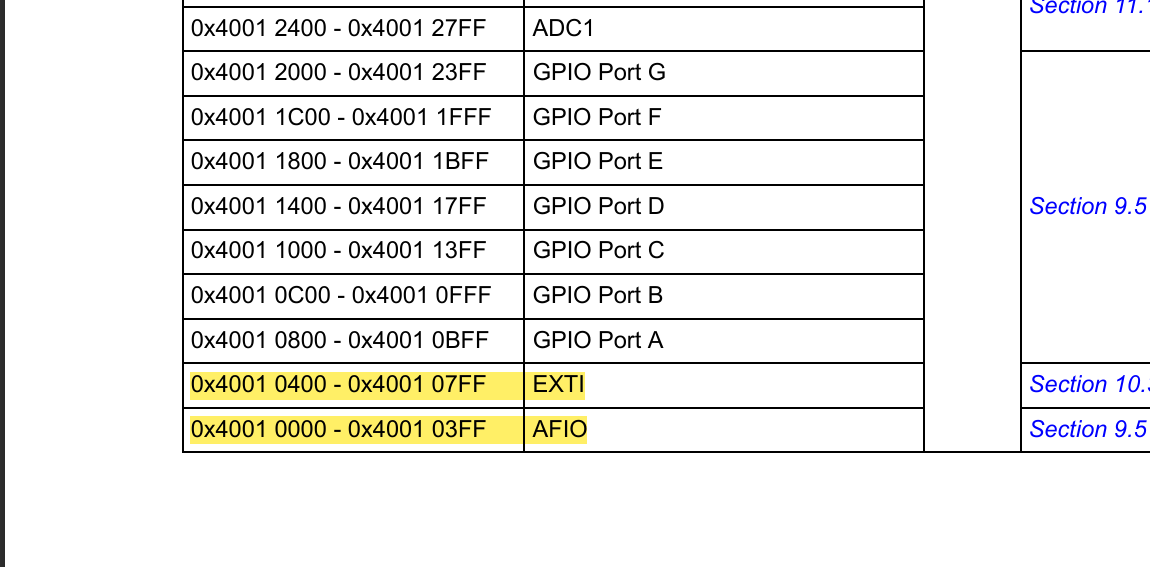 Section 11.
0x4001 2400 - 0x4001 27FF ADC1
0x4001 2000 - 0x4001 23FF GPIO Port G
0x4001 1C00 - 0x4001 1FFF GPIO Port F
0x4001 1800 - 0x4001 1BFF GPIO Port E
0x4001 1400 - 0x4001 17FF GPIO Port D Section 9.5
0x4001 1000 - 0x4001 13FF GPIO Port C
0x4001 0C00 - 0x4001 0FFF GPIO Port B
0x4001 0800 - 0x4001 0BFF GPIO Port A
0x4001 0400 - 0x4001 07FF EXTI Section 10.
0x4001 0000 - 0x4001 03FF AFIO Section 9.5